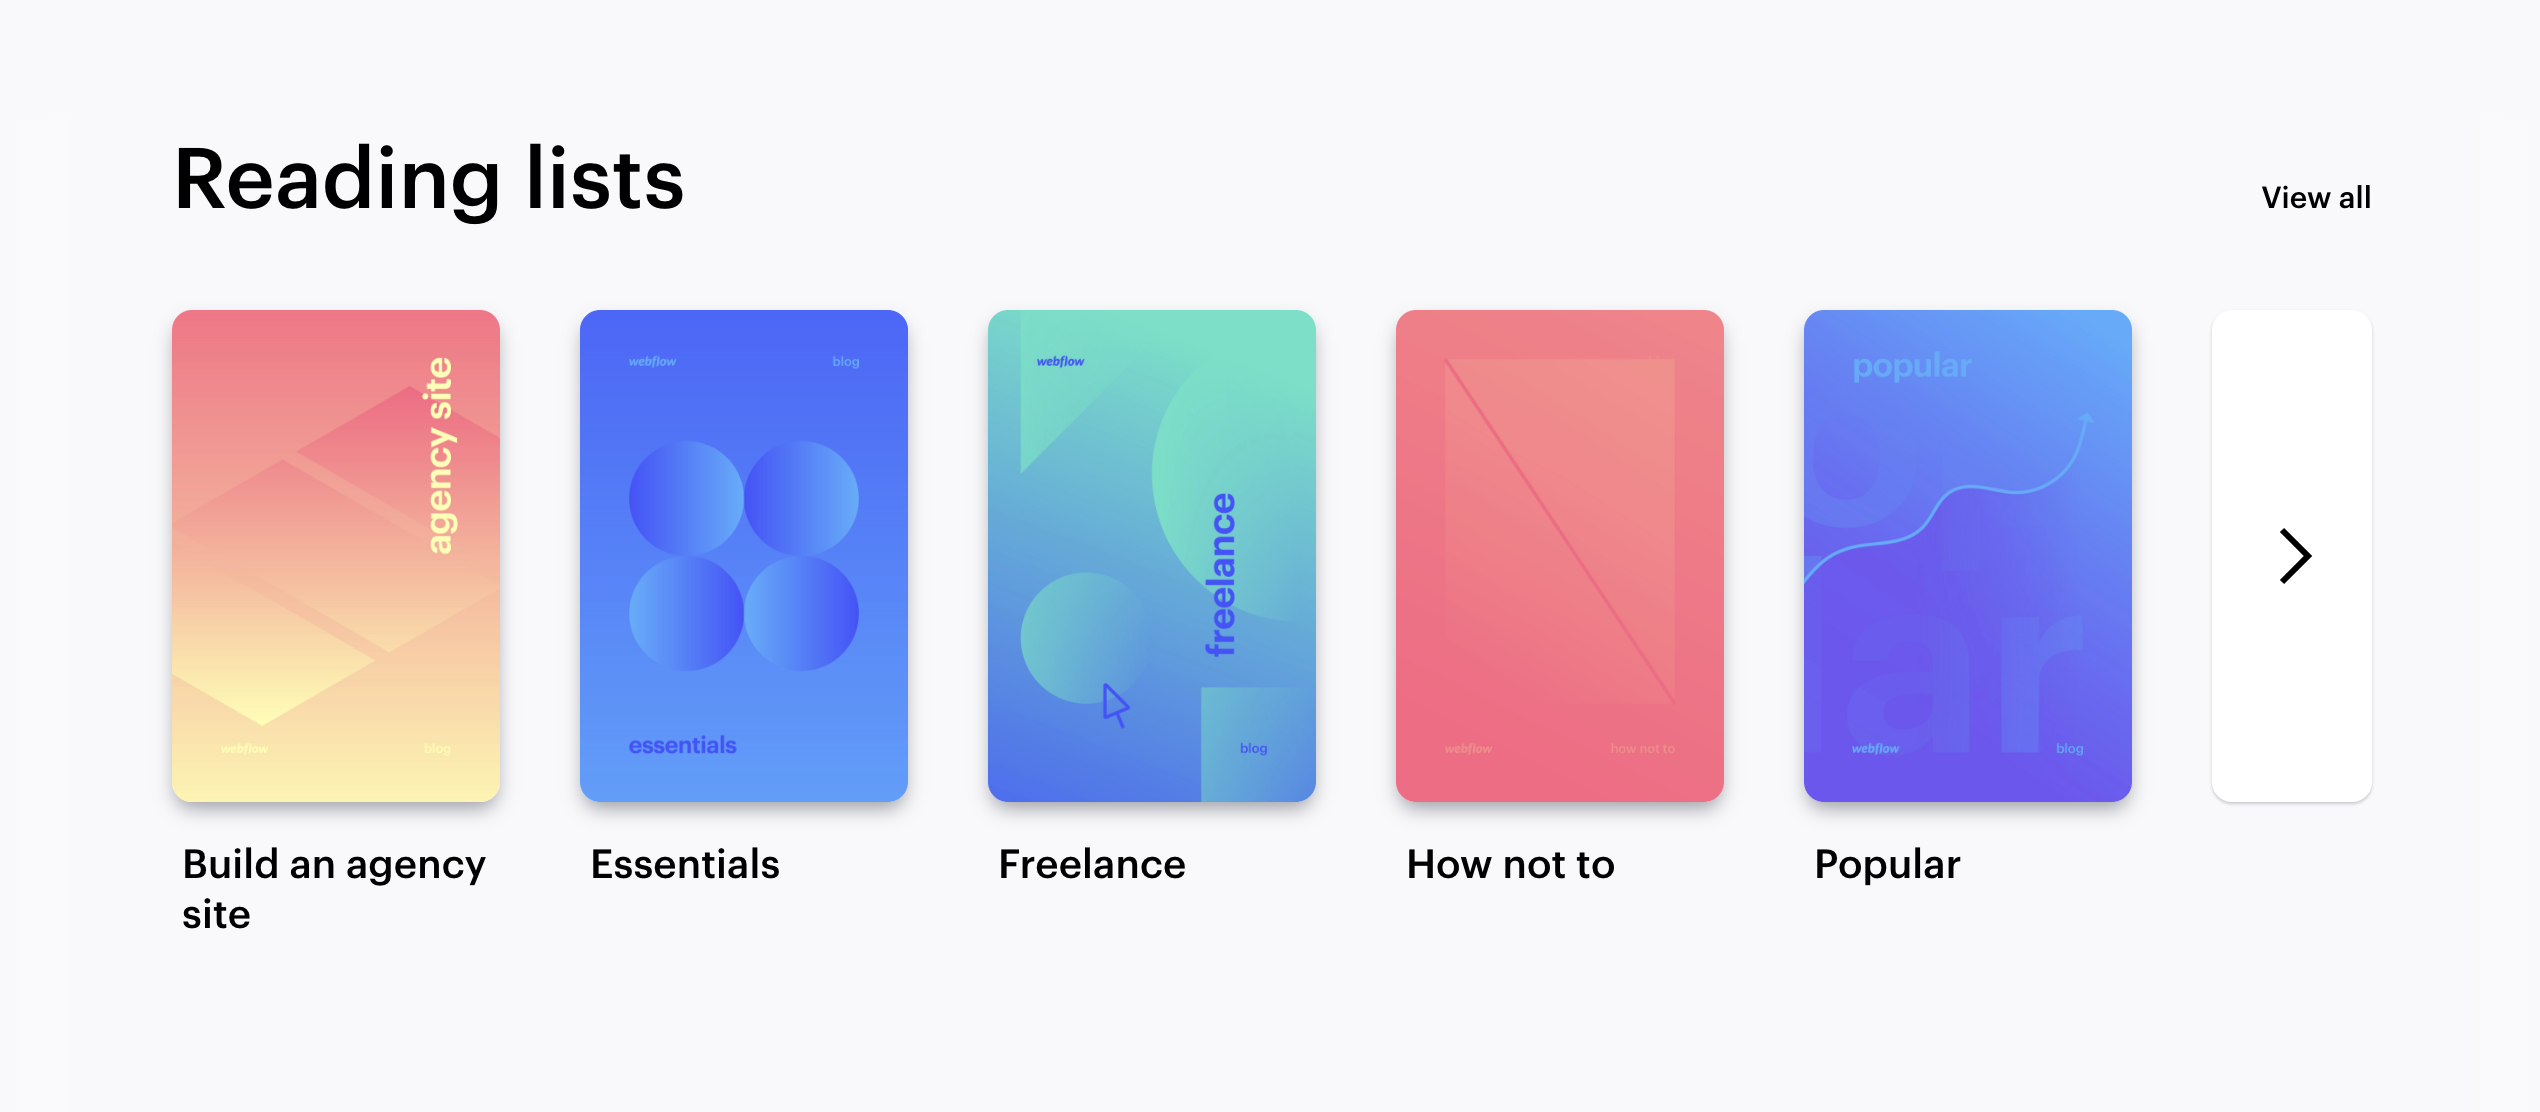 Reading lists
View all
agency site
webflow
blog
Build an agency
site
webflow
blog
essentials
Essentials
webflow
freelance
blog
Freelance
webflow
how not to
How not to
popular
ar
webflow
blog
Popular